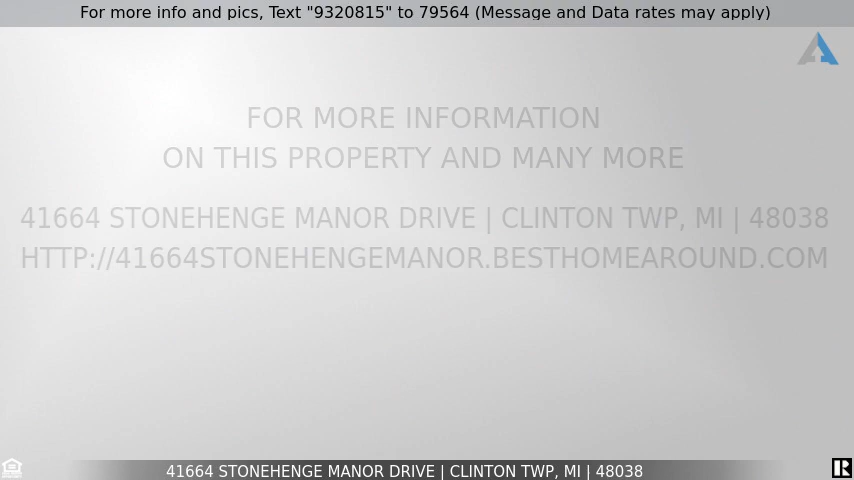 For more info and pics, Text "9320815" to 79564 (Message and Data rates may apply)
FOR MORE INFORMATION
ON THIS PROPERTY AND MANY MORE
41664 STONEHENGE MANOR DRIVE | CLINTON TWP, MI | 48038
HTTP://41664STONEHENGEMANOR.BESTHOMEAROUND.COM
41664 STONEHENGE MANOR DRIVE | CLINTON TWP, MI | 48038